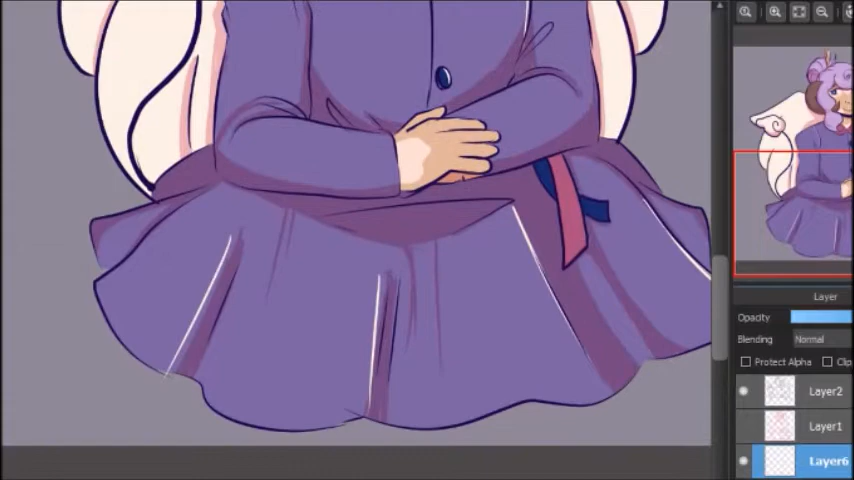 Layer
Opacity
Blending Normal
Protect Alpha Clip
Layer2
Layer1
Layer6